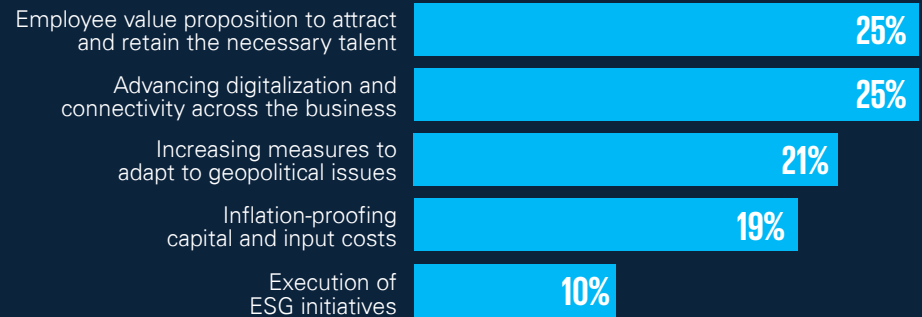 Employee value proposition to attract
and retain the necessary talent
25%
Advancing digitalization and
connectivity across the business
25%
Increasing measures to
adapt to geopolitical issues
21%
Inflation-proofing
capital and input costs
19%
Execution of
ESG initiatives
10%